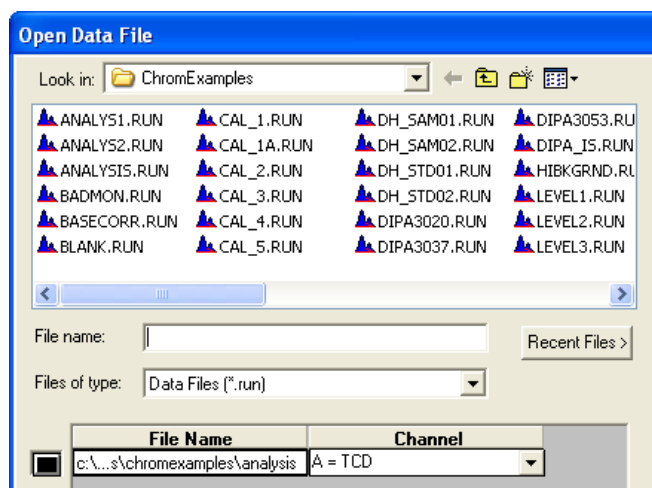 Open Data File
Look in: ChromExamples
ANALYS1.RUN CAL_1.RUN DH_SAM01.RUN DIPA3053.RU
ANALYS2.RUN CAL_1A.RUN DH_SAM02.RUN DIPA_IS.RUN
ANALYSIS.RUN CAL_2.RUN DH_STD01.RUN HIBKGRND.RU
BADMON.RUN CAL_3.RUN DH_STD02.RUN LEVEL1.RUN
BASECORR.RUN CAL_4.RUN DIPA3020.RUN LEVEL2.RUN
BLANK.RUN CAL_5.RUN DIPA3037.RUN LEVEL3.RUN
File name: Recent Files >
Files of type: Data Files (*.run)
File Name Channel
c:\...s\chromexamples\analysis A = TCD